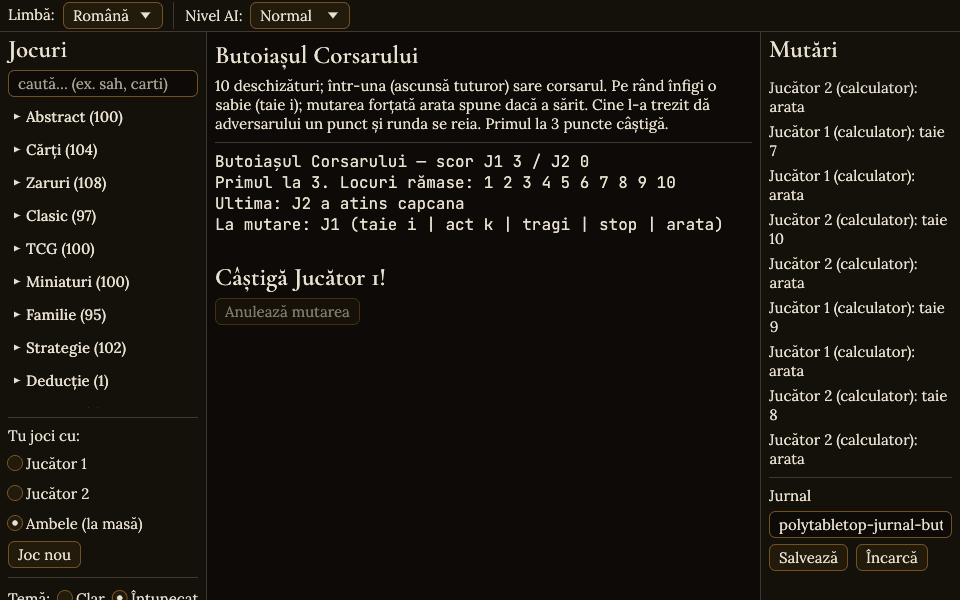 Limbă: Română ▼ Nivel AI: Normal ▼
Jocuri
caută... (ex. sah, carti)
▸ Abstract (100)
▸ Cărți (104)
▸ Zaruri (108)
▸ Clasic (97)
▸ TCG (100)
▸ Miniaturi (100)
▸ Familie (95)
▸ Strategie (102)
▸ Deducție (1)
Tu joci cu:
Jucător 1
Jucător 2
Ambele (la masă)
Joc nou
Temă: Clar Întunecat
Butoiașul Corsarului
10 deschizături; într-una (ascunsă tuturor) sare corsarul. Pe rând înfigi o
sabie (taie i); mutarea forțată arata spune dacă a sărit. Cine l-a trezit dă
adversarului un punct și runda se reia. Primul la 3 puncte câștigă.
Butoiașul Corsarului — scor J1 3 / J2 0
Primul la 3. Locuri rămase: 1 2 3 4 5 6 7 8 9 10
Ultima: J2 a atins capcana
La mutare: J1 (taie i | act k | tragi | stop | arata)
Câștigă Jucător 1!
Anulează mutarea
Mutări
Jucător 2 (calculator):
arata
Jucător 1 (calculator): taie
7
Jucător 1 (calculator):
arata
Jucător 2 (calculator): taie
10
Jucător 2 (calculator):
arata
Jucător 1 (calculator): taie
9
Jucător 1 (calculator):
arata
Jucător 2 (calculator): taie
8
Jucător 2 (calculator):
arata
Jurnal
polytabletop-jurnal-but
Salvează Încarcă